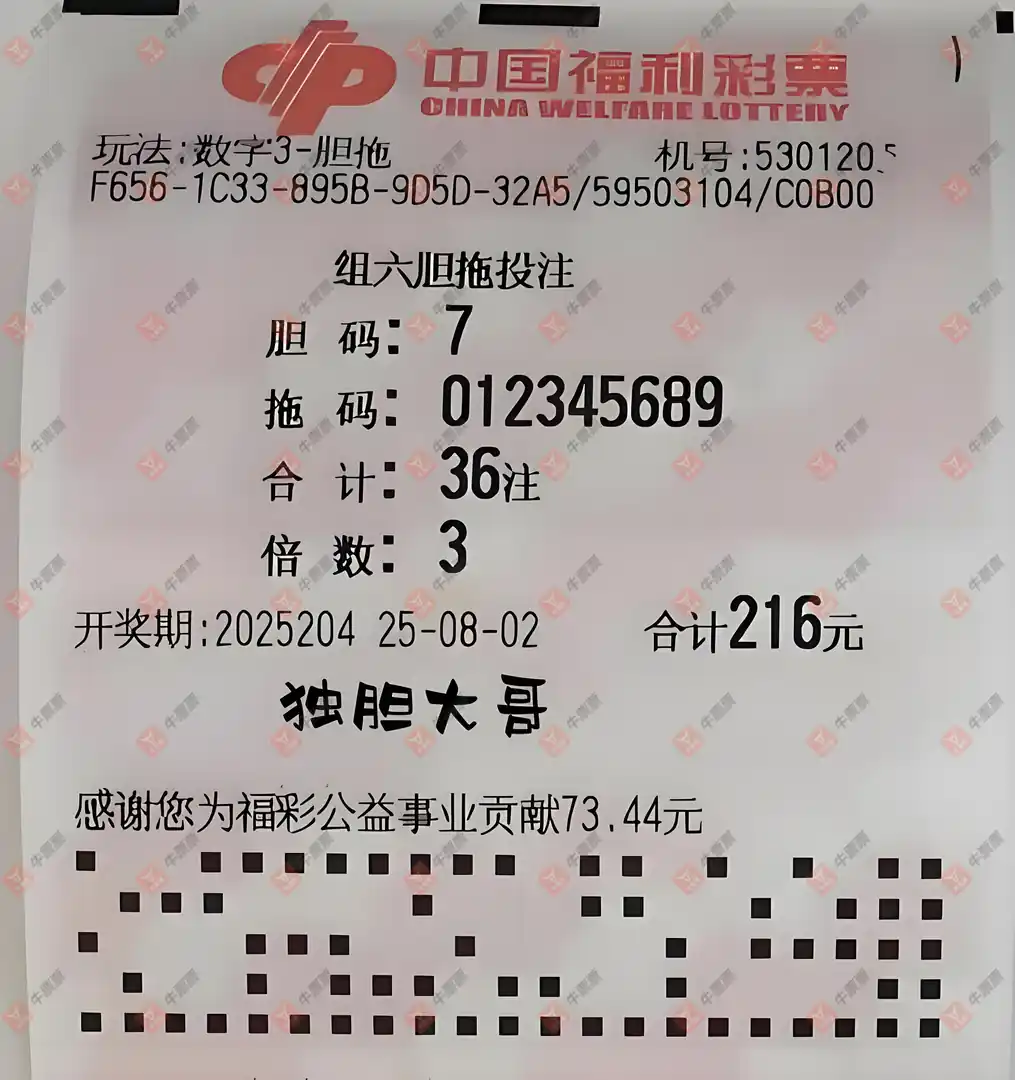 中国福利彩票
CHINA WELFARE LOTTERY
玩法:数字3-胆拖 机号:530120
F656-1C33-895B-9D5D-32A5/59503104/C0B00
组六胆拖投注
胆 码: 7
拖 码: 012345689
合 计: 36注
倍 数: 3
开奖期:2025204 25-08-02 合计216元
独胆大哥
感谢您为福彩公益事业贡献73.44元